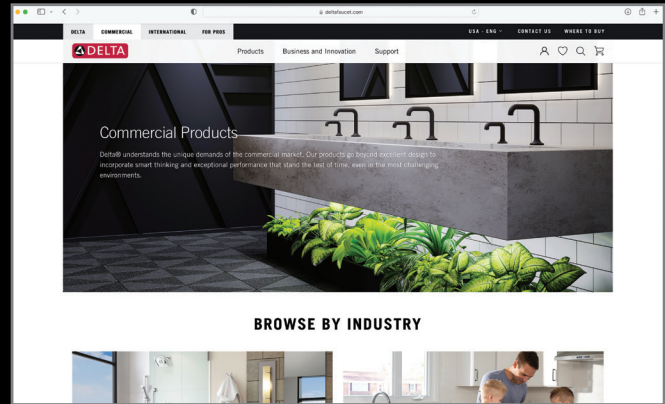 deltafaucet.com
DELTA COMMERCIAL INTERNATIONAL FOR PROS USA - ENG CONTACT US WHERE TO BUY
DELTA Products Business and Innovation Support
Commercial Products
Delta® understands the unique demands of the commercial market. Our products go beyond excellent design to
incorporate smart thinking and exceptional performance that stand the test of time, even in the most challenging
environments.
BROWSE BY INDUSTRY